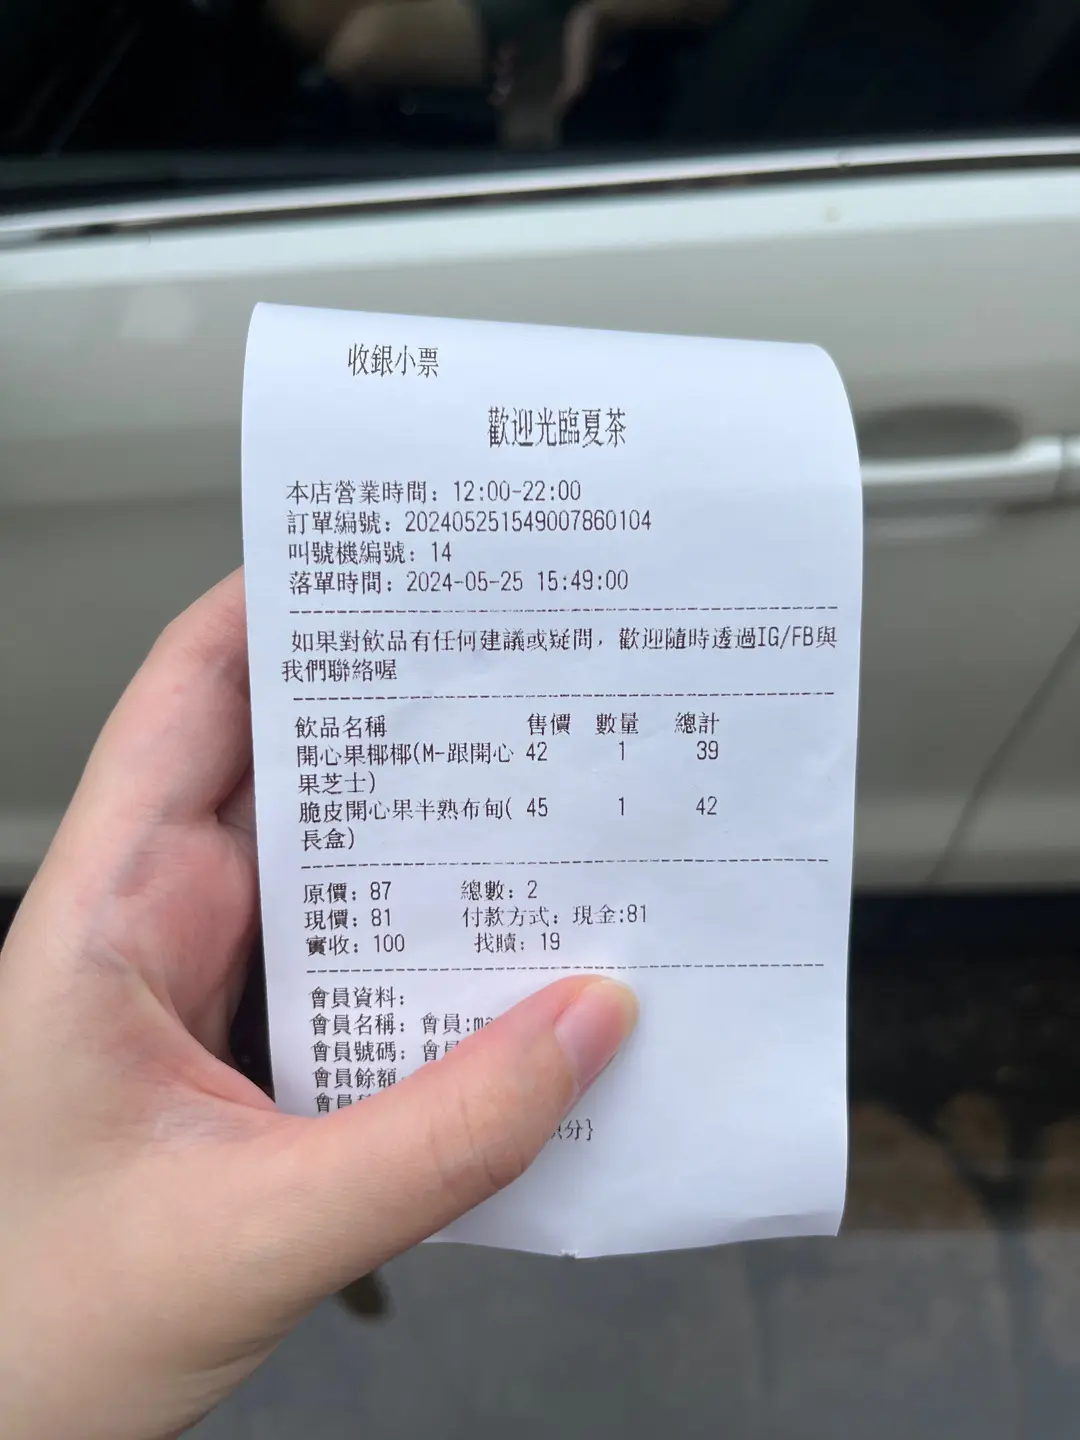 收銀小票
歡迎光臨夏茶
本店營業時間: 12:00-22:00
訂單編號: 202405251549007860104
叫號機編號: 14
落單時間: 2024-05-25 15:49:00
如果對飲品有任何建議或疑問, 歡迎隨時透過IG/FB與
我們聯絡喔
飲品名稱 售價 數量 總計
開心果椰椰(M-跟開心 42 1 39
果芝士)
脆皮開心果半熟布甸( 45 1 42
長盒)
原價: 87 總數: 2
現價: 81 付款方式: 現金:81
實收: 100 找贖: 19
會員資料:
會員名稱: 會員:ma
會員號碼: 會員
會員餘額
會員
分}